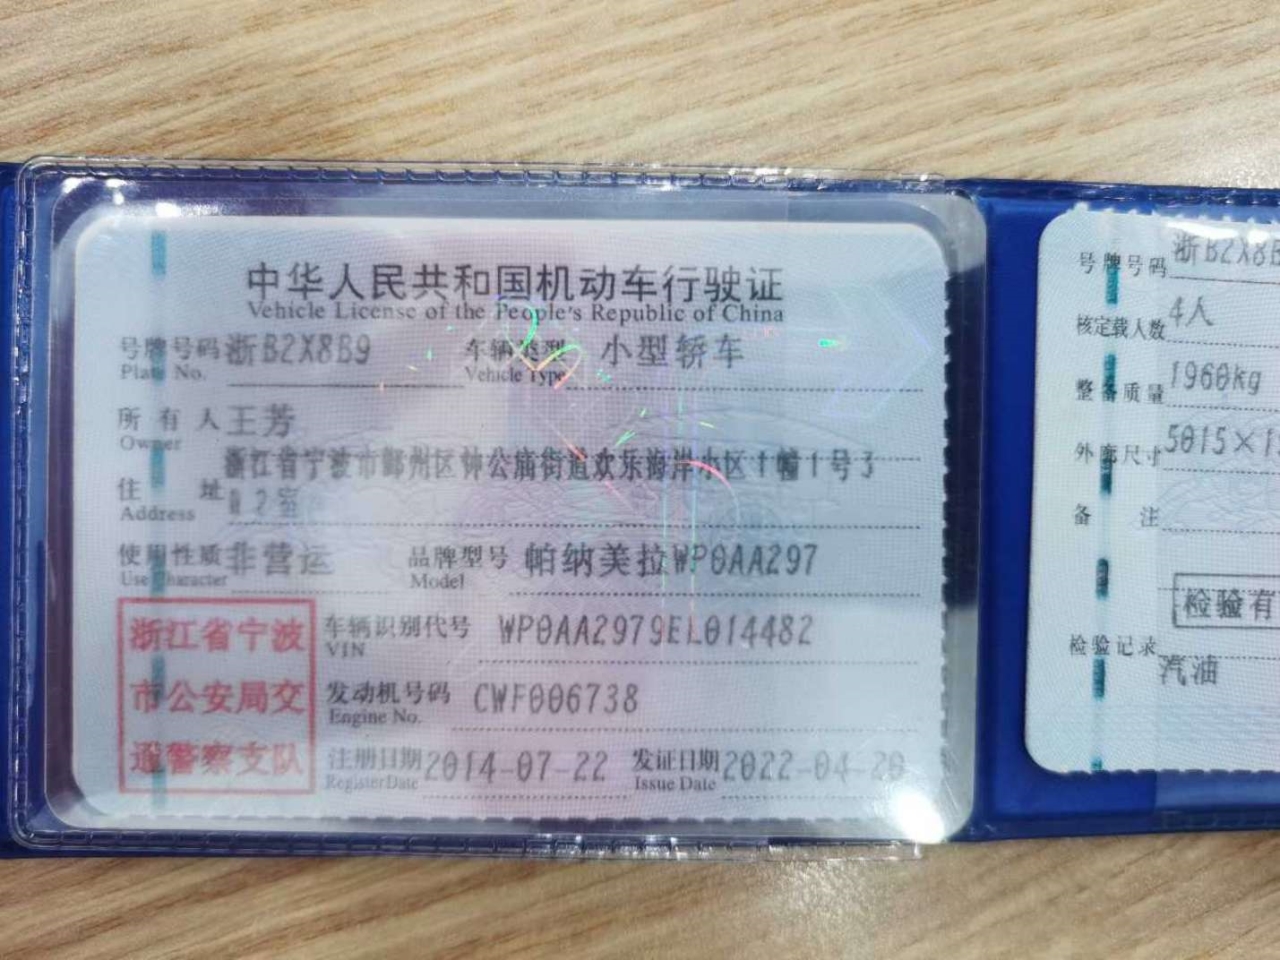 中华人民共和国机动车行驶证
Vehicle License of the People's Republic of China
号牌号码 浙B2X8B9 车辆类型 小型轿车
Plate No. Vehicle Type
所有人 王芳
Owner
浙江省宁波市鄞州区钟公庙街道欢乐海岸小区1幢1号3
住址 02室
Address
使用性质 非营运 品牌型号 帕纳美拉WP0AA297
Use Character Model
车辆识别代号 WP0AA2979EL014482
VIN
发动机号码 CWF006738
Engine No.
注册日期 2014-07-22 发证日期 2022-04-20
Register Date Issue Date
浙江省宁波
市公安局交
通警察支队
号牌号码 浙B2X8B
核定载人数 4人
整备质量 1960kg
外廓尺寸 5015×1
备注
检验有
检验记录
汽油